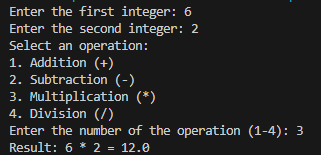 Enter the first integer: 6
Enter the second integer: 2
Select an operation:
1. Addition (+)
2. Subtraction (-)
3. Multiplication (*)
4. Division (/)
Enter the number of the operation (1-4): 3
Result: 6 * 2 = 12.0